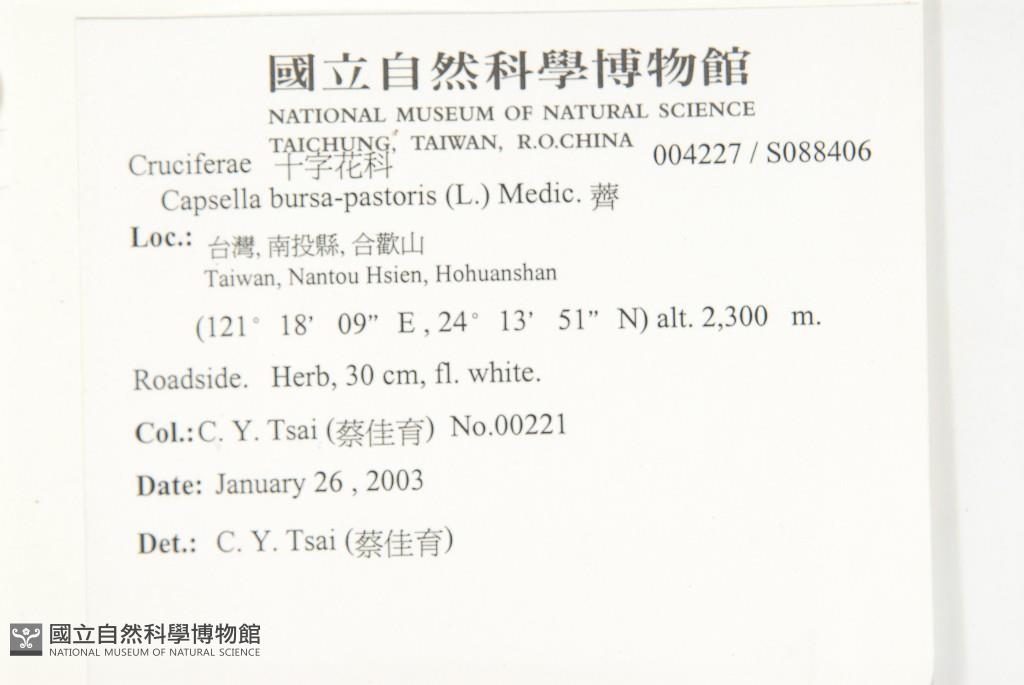 國立自然科學博物館
NATIONAL MUSEUM OF NATURAL SCIENCE
TAICHUNG, TAIWAN, R.O.CHINA
Cruciferae 十字花科 004227 / S088406
Capsella bursa-pastoris (L.) Medic. 薺
Loc.: 台灣, 南投縣, 合歡山
Taiwan, Nantou Hsien, Hohuanshan
(121° 18' 09” E , 24° 13' 51” N) alt. 2,300 m.
Roadside. Herb, 30 cm, fl. white.
Col.: C. Y. Tsai (蔡佳育) No.00221
Date: January 26 , 2003
Det.: C. Y. Tsai (蔡佳育)
國立自然科學博物館
NATIONAL MUSEUM OF NATURAL SCIENCE